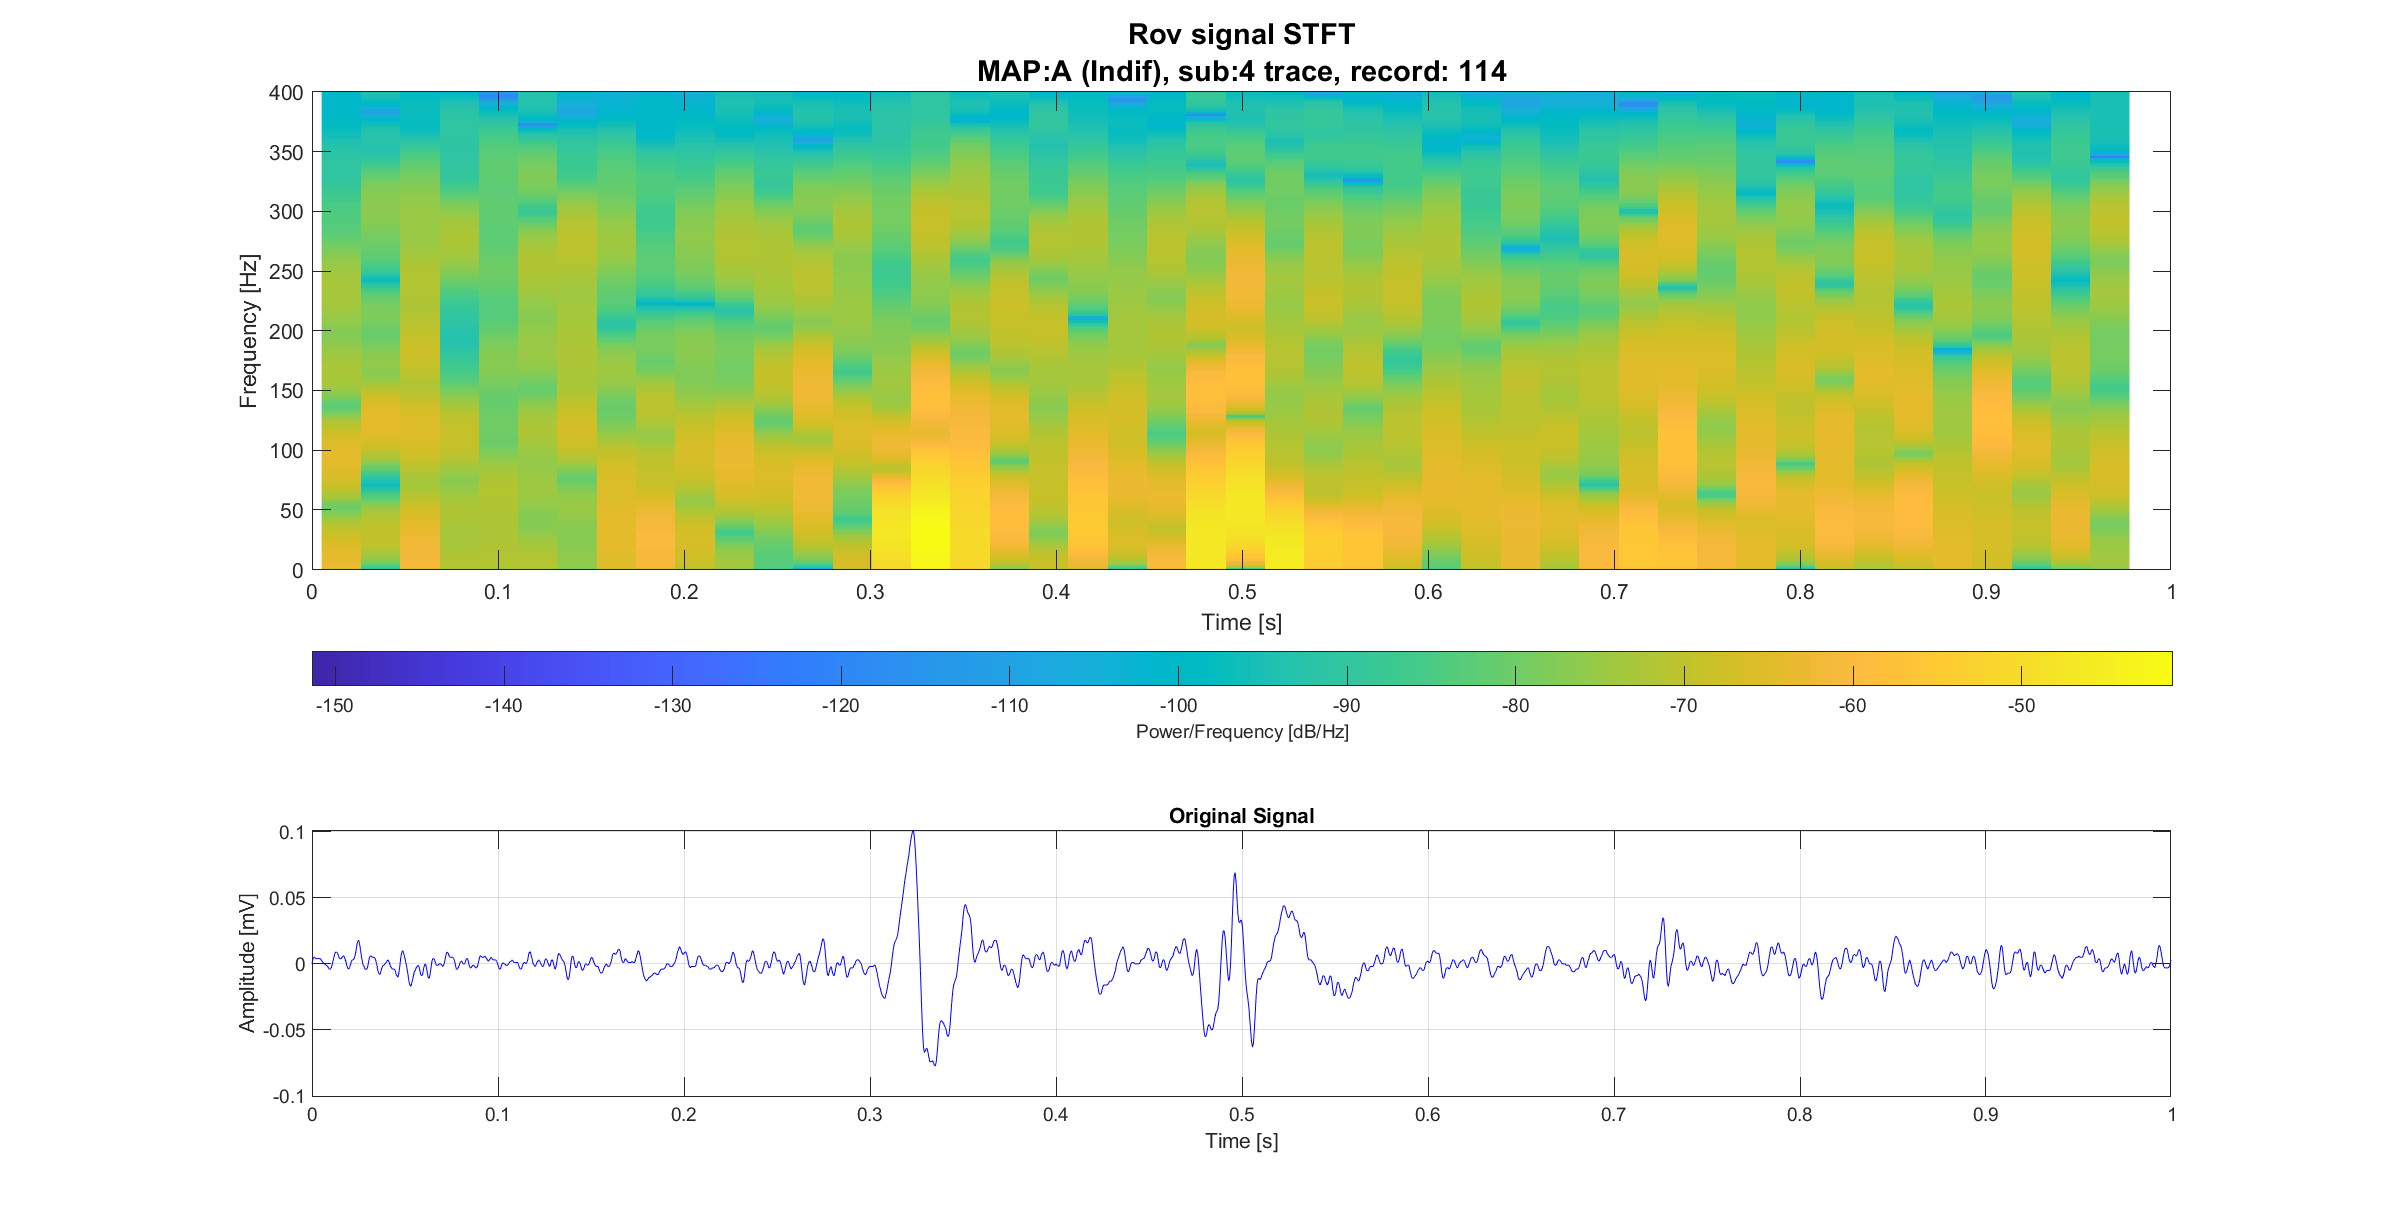 Rov signal STFT
MAP:A (Indif), sub:4 trace, record: 114
400
350
300
250
200
150
100
50
0
Frequency [Hz]
0 0.1 0.2 0.3 0.4 0.5 0.6 0.7 0.8 0.9 1
Time [s]
-150 -140 -130 -120 -110 -100 -90 -80 -70 -60 -50
Power/Frequency [dB/Hz]
Original Signal
0.1
0.05
0
-0.05
-0.1
Amplitude [mV]
0 0.1 0.2 0.3 0.4 0.5 0.6 0.7 0.8 0.9 1
Time [s]